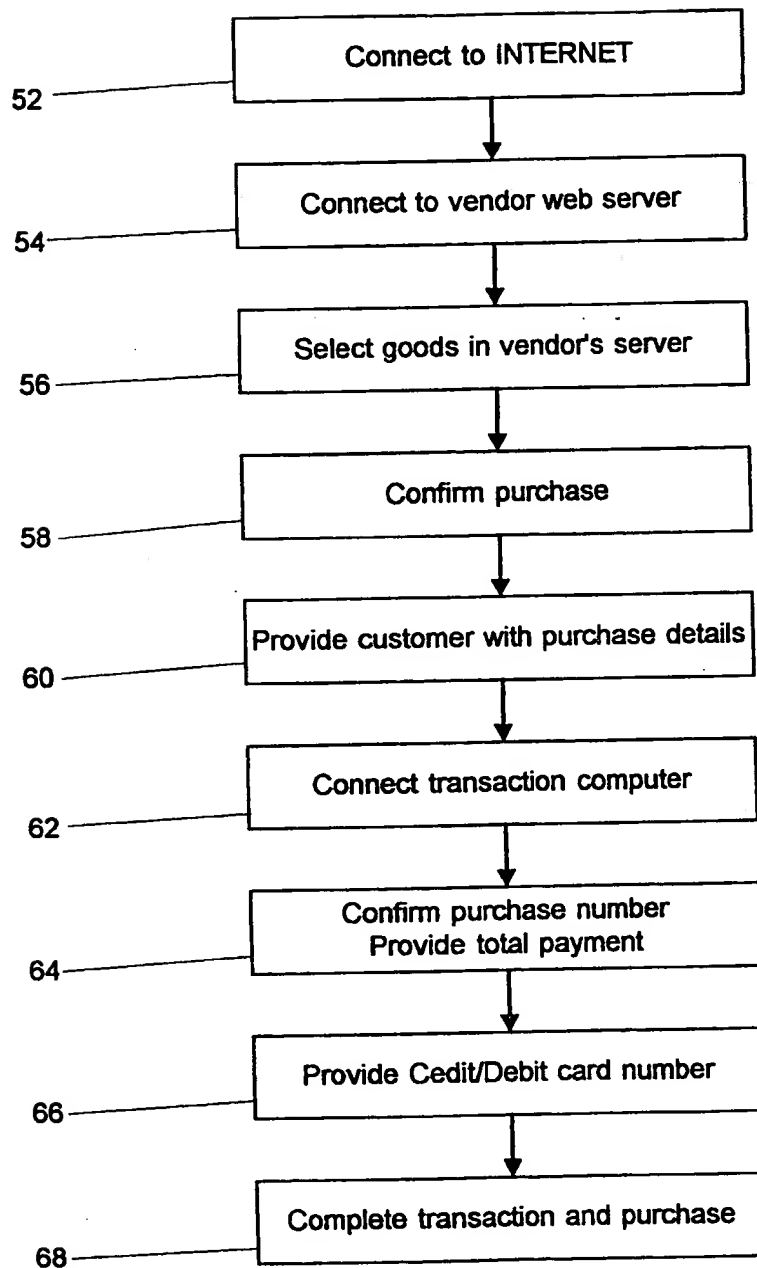 Connect to INTERNET
52
Connect to vendor web server
54
Select goods in vendor's server
56
Confirm purchase
58
Provide customer with purchase details
60
Connect transaction computer
62
Confirm purchase number
Provide total payment
64
Provide Cedit/Debit card number
66
Complete transaction and purchase
68